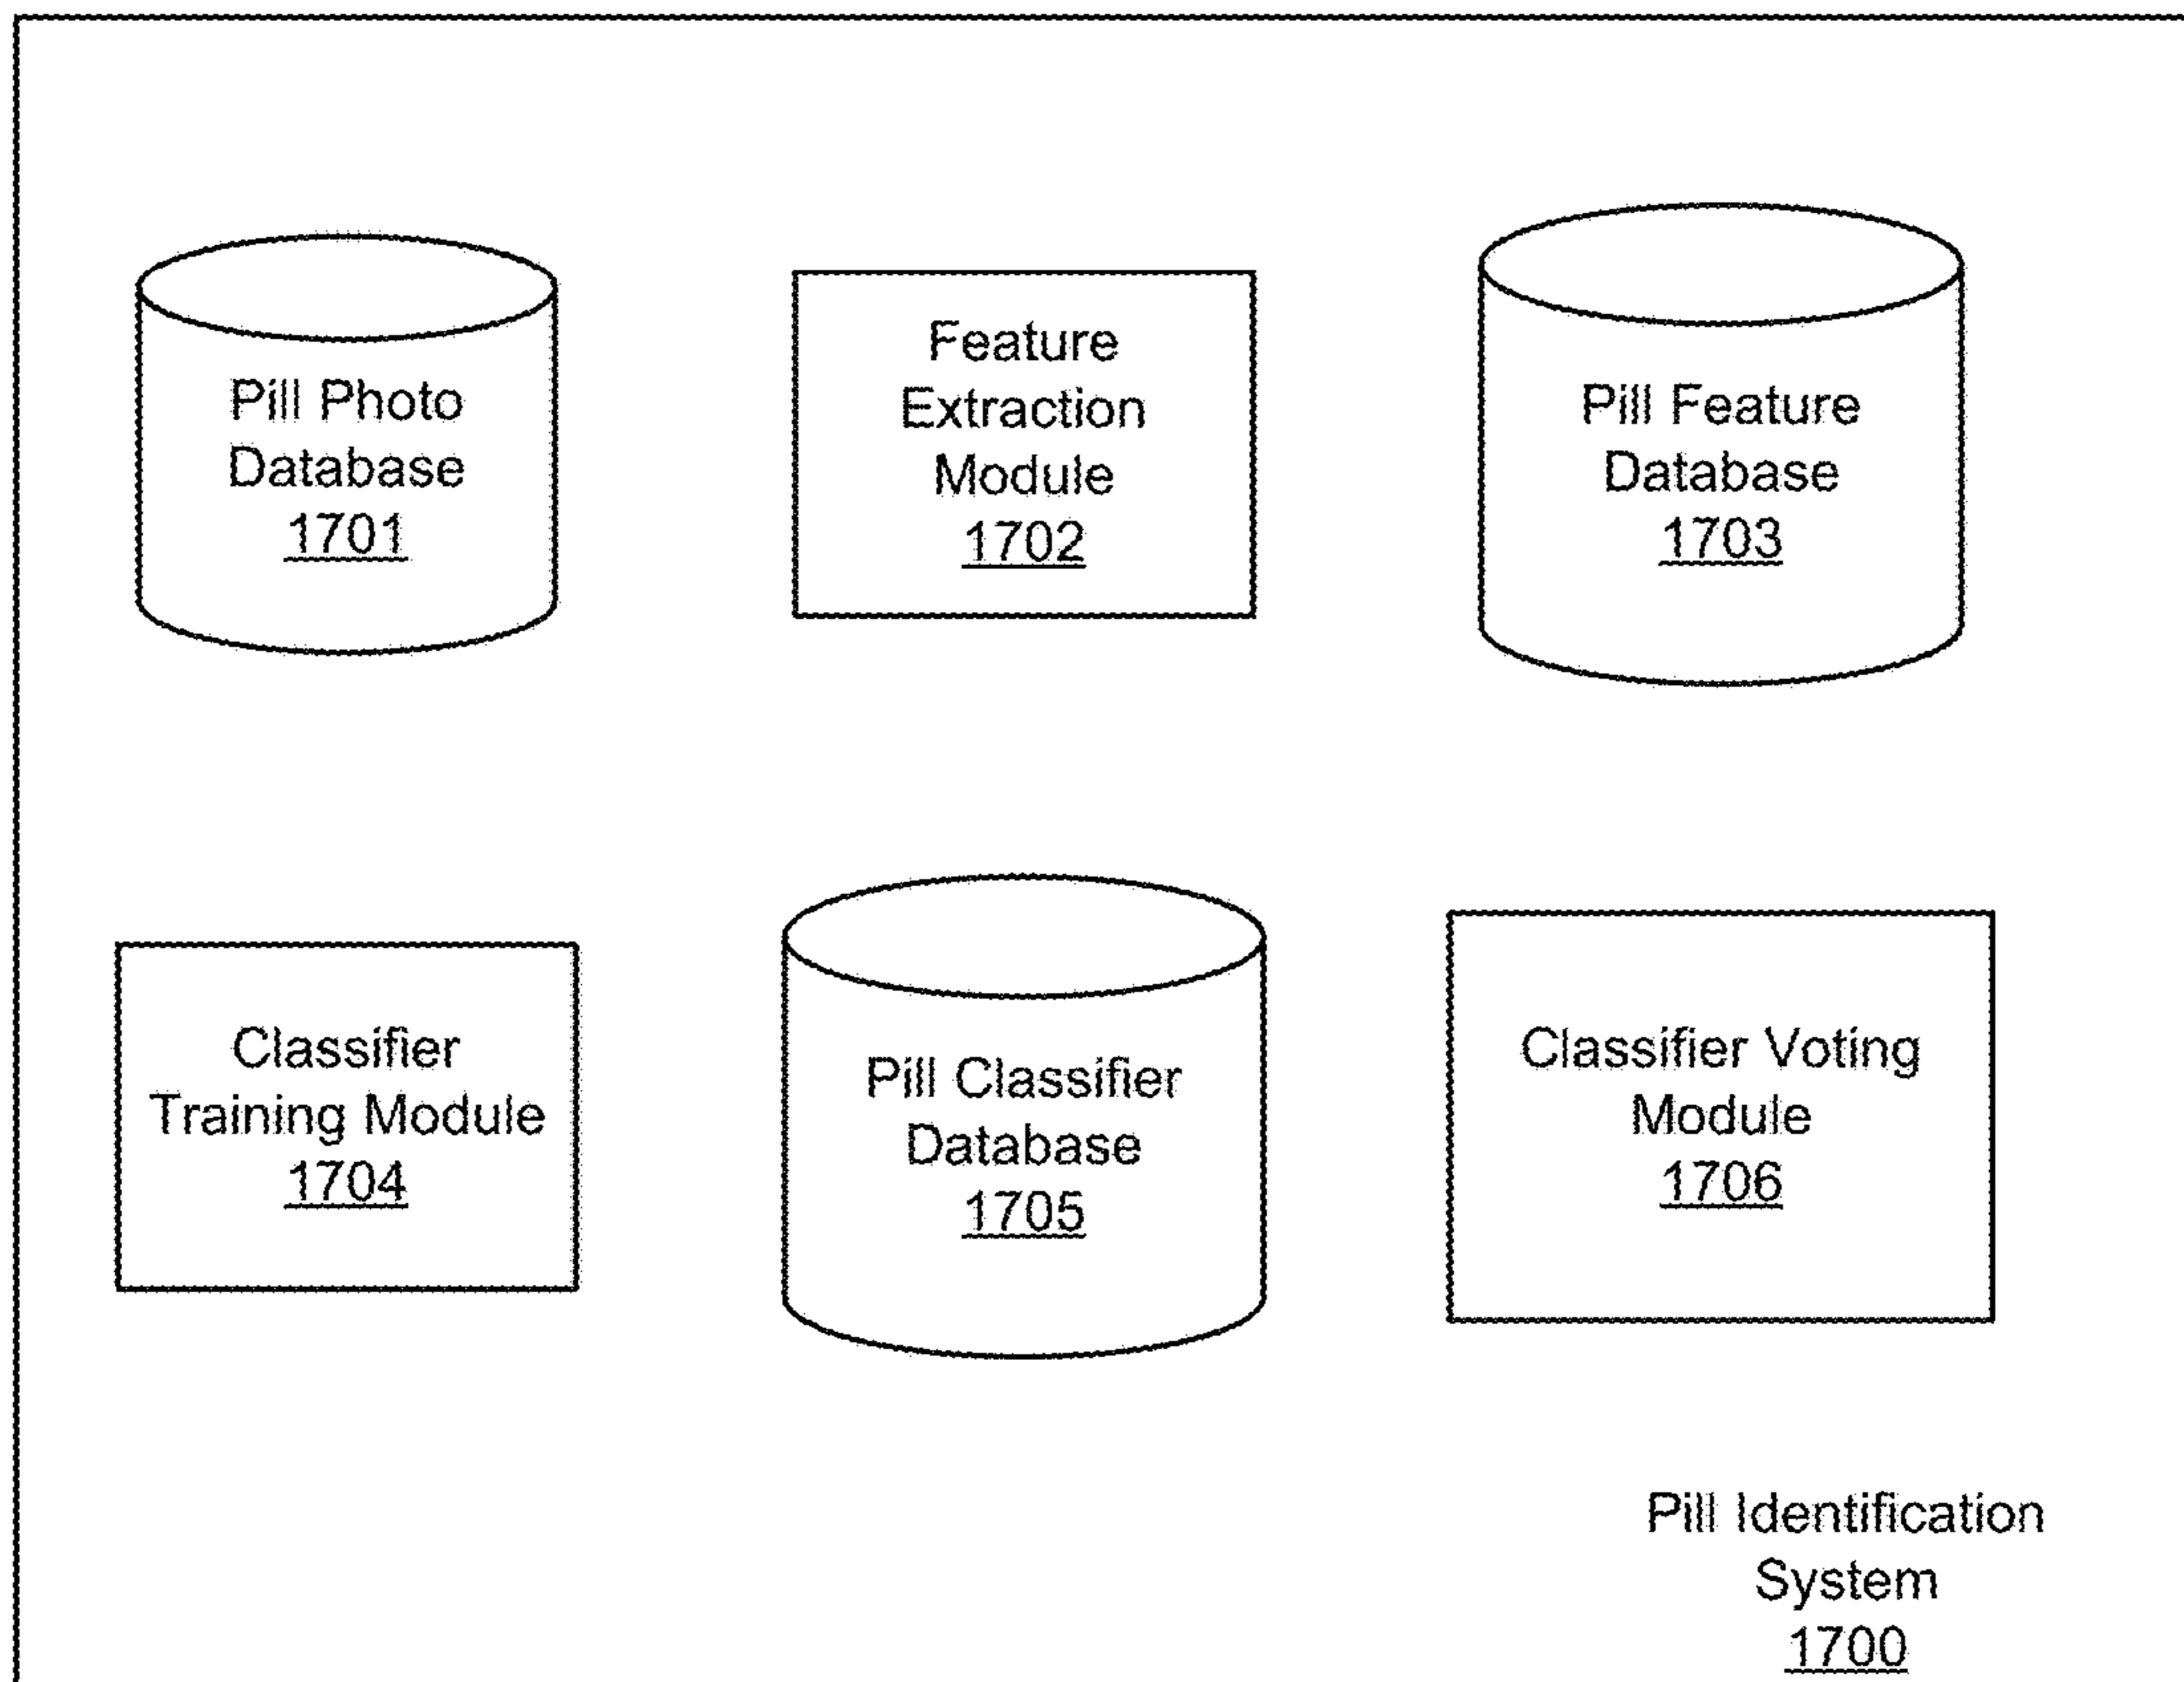 Pill Photo
Database
1701
Feature
Extraction
Module
1702
Pill Feature
Database
1703
Classifier
Training Module
1704
Pill Classifier
Database
1705
Classifier Voting
Module
1706
Pill Identification
System
1700